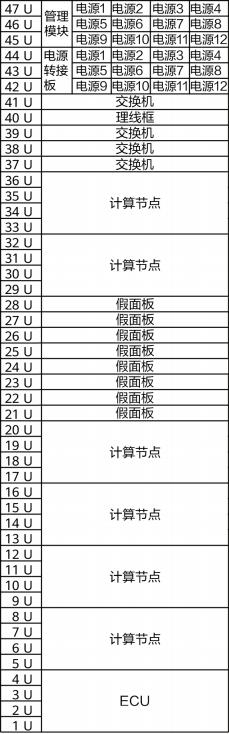 47 U 管理模块 电源1 电源2 电源3 电源4
46 U 电源5 电源6 电源7 电源8
45 U 电源9 电源10 电源11 电源12
44 U 电源转接板 电源1 电源2 电源3 电源4
43 U 电源5 电源6 电源7 电源8
42 U 电源9 电源10 电源11 电源12
41 U 交换机
40 U 理线框
39 U 交换机
38 U 交换机
37 U 交换机
36 U
35 U
计算节点
34 U
33 U
32 U
31 U
计算节点
30 U
29 U
28 U 假面板
27 U 假面板
26 U 假面板
25 U 假面板
24 U 假面板
23 U 假面板
22 U 假面板
21 U 假面板
20 U
19 U
计算节点
18 U
17 U
16 U
15 U
计算节点
14 U
13 U
12 U
11 U
计算节点
10 U
9 U
8 U
7 U
计算节点
6 U
5 U
4 U
3 U
ECU
2 U
1 U